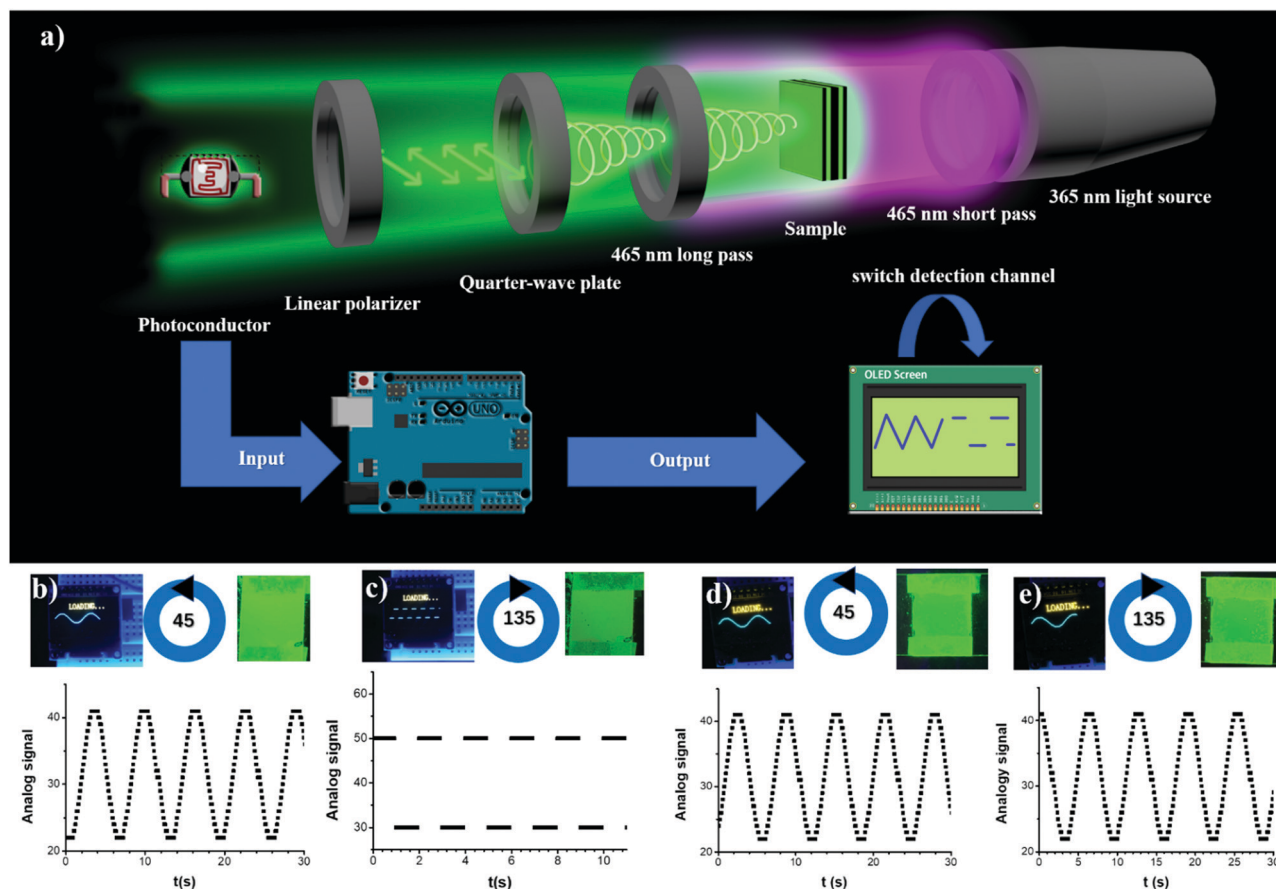 a)
465 nm short pass
365 nm light source
Sample
465 nm long pass
Quarter-wave plate
Linear polarizer
Photoconductor
switch detection channel
OLED Screen
UNO
Input
Output
b)
LOADING...
45
Analog signal
40
30
20
0
10
20
30
t(s)
c)
LOADING...
135
Analog signal
60
50
40
30
0
2
4
6
8
10
t(s)
d)
LOADING...
45
Analog signal
40
30
20
0
10
20
30
t (s)
e)
LOADING...
135
Analogy signal
40
30
20
0
5
10
15
20
25
30
t (s)